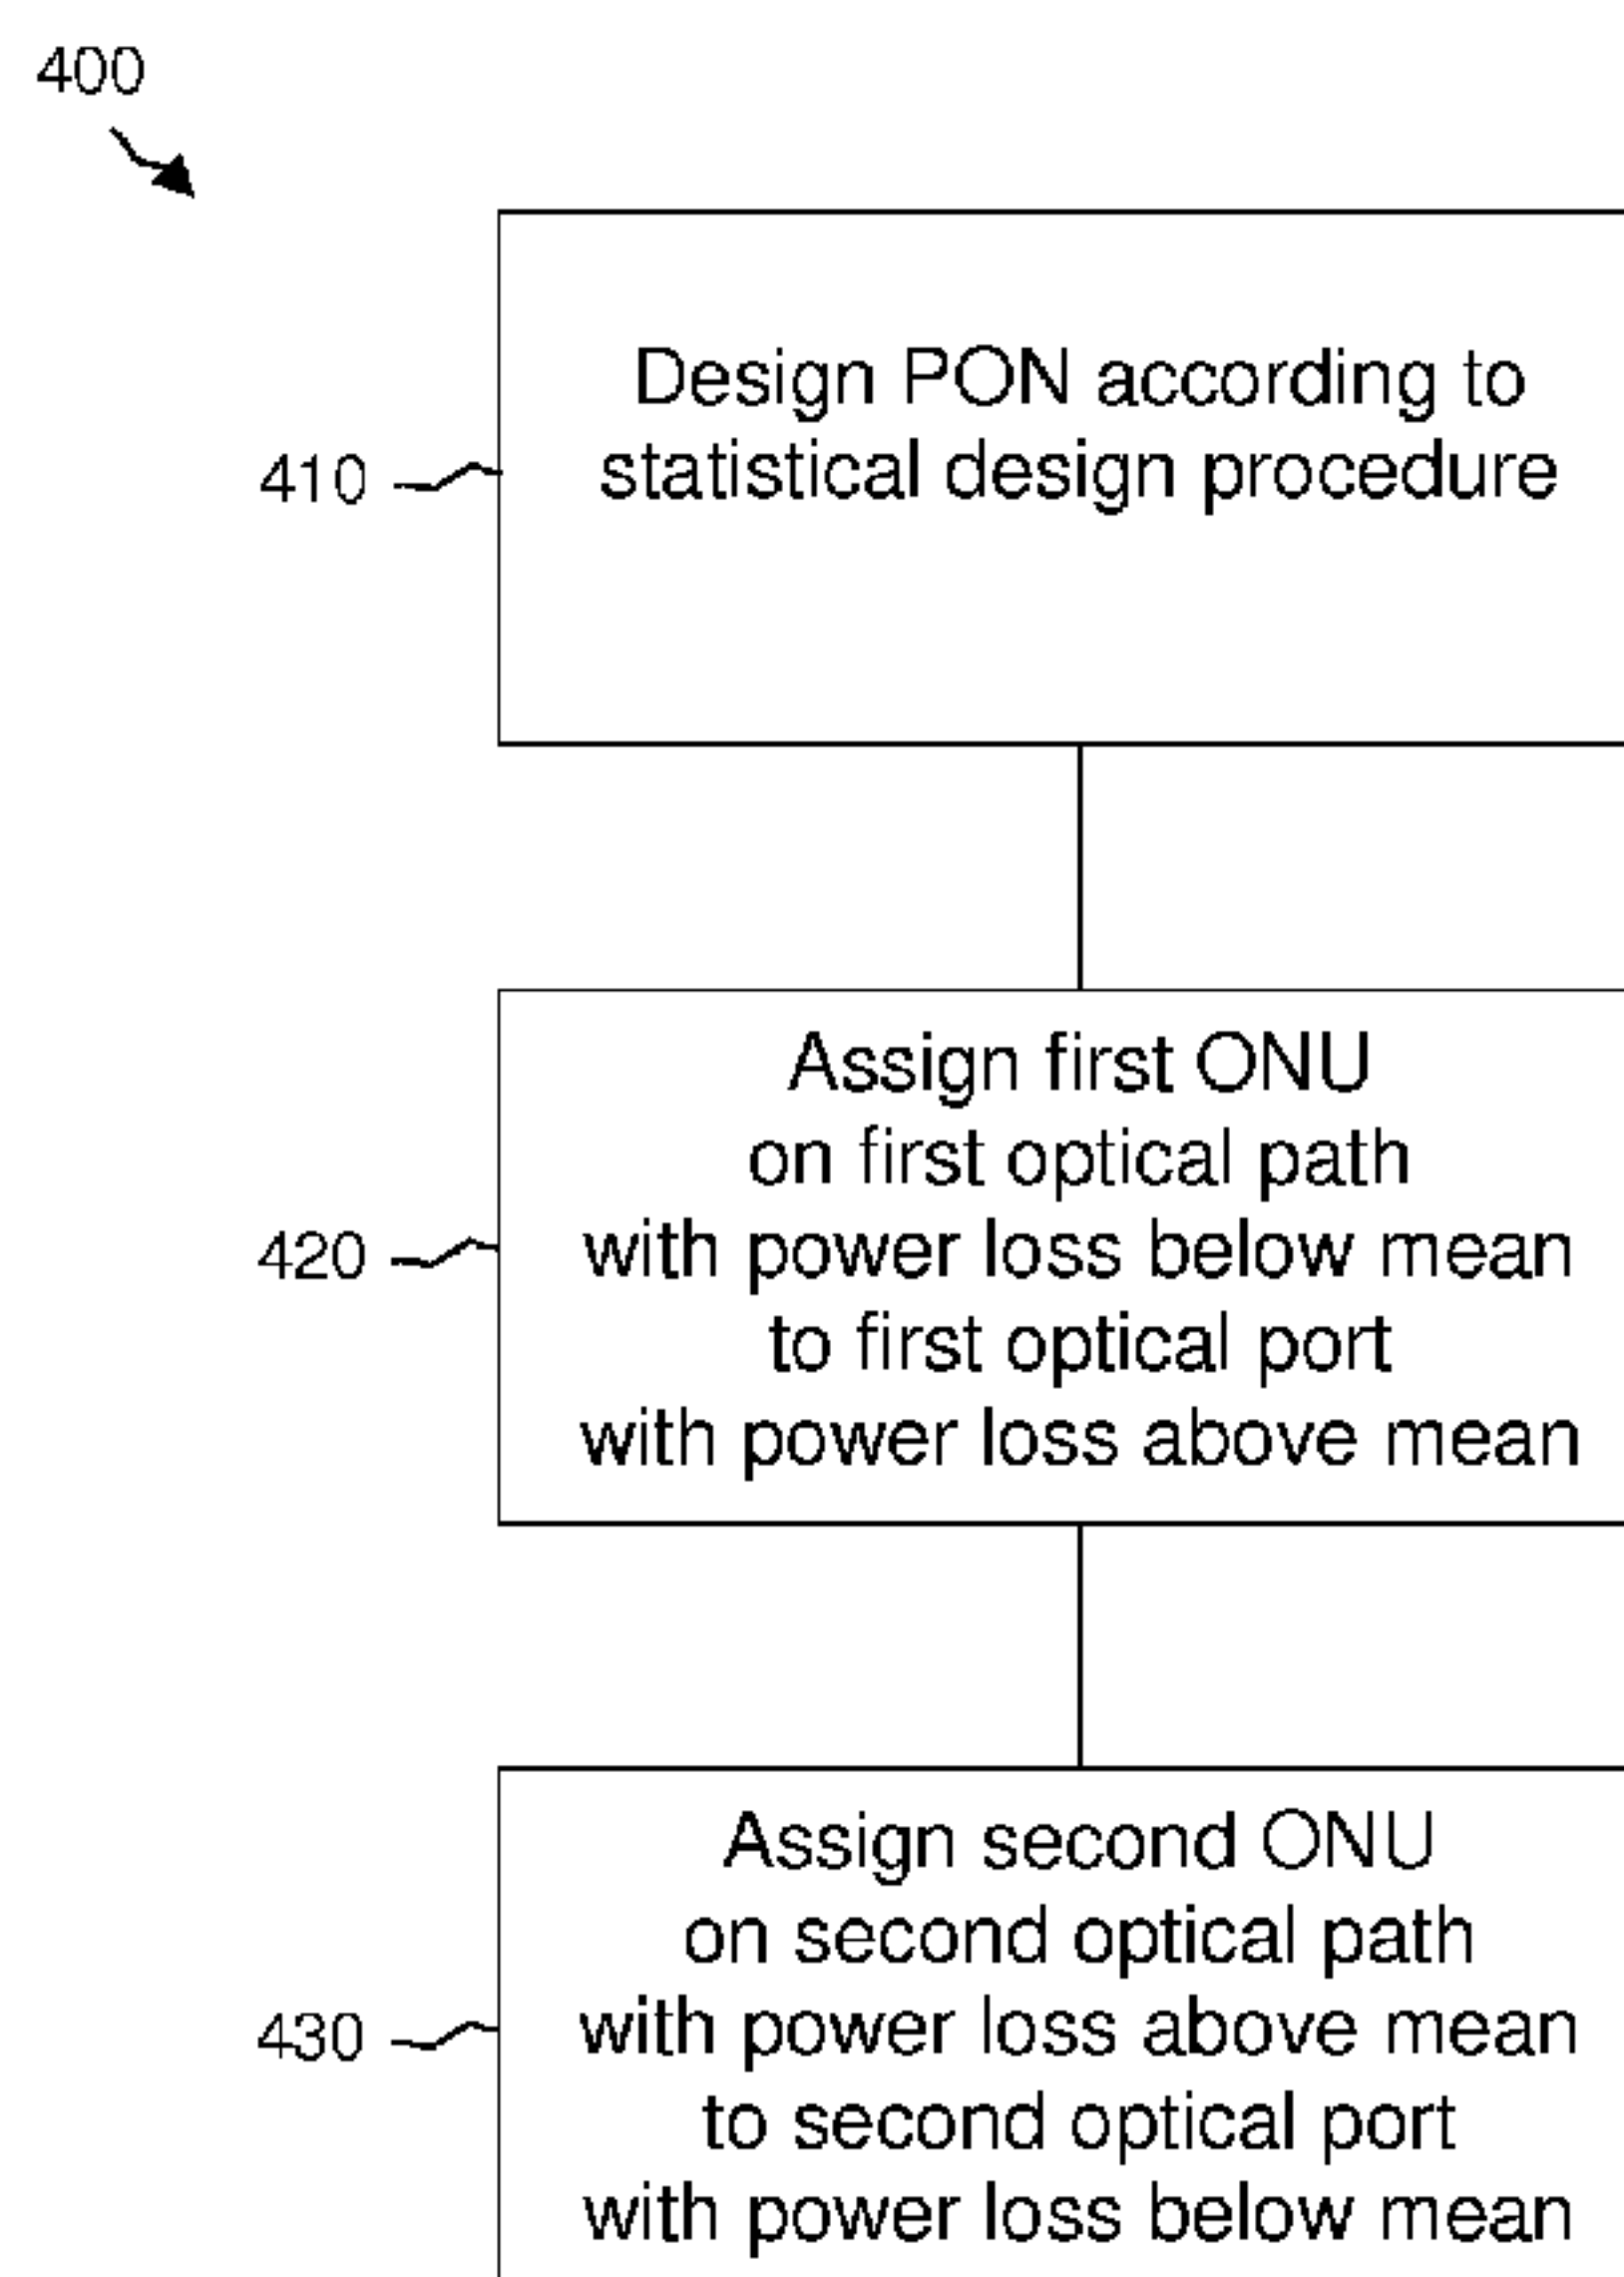 400
Design PON according to
statistical design procedure
410
Assign first ONU
on first optical path
with power loss below mean
to first optical port
with power loss above mean
420
Assign second ONU
on second optical path
with power loss above mean
to second optical port
with power loss below mean
430